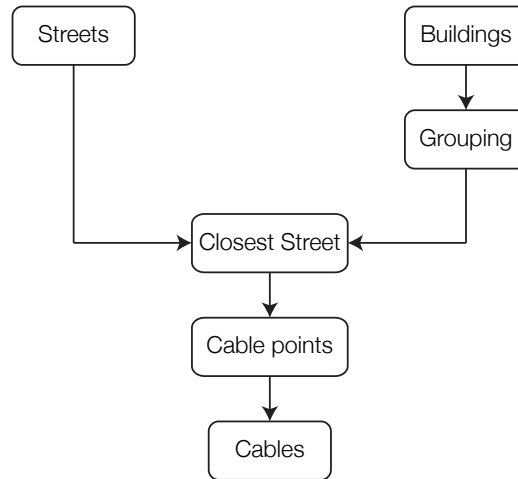 Streets
Buildings
Grouping
Closest Street
Cable points
Cables